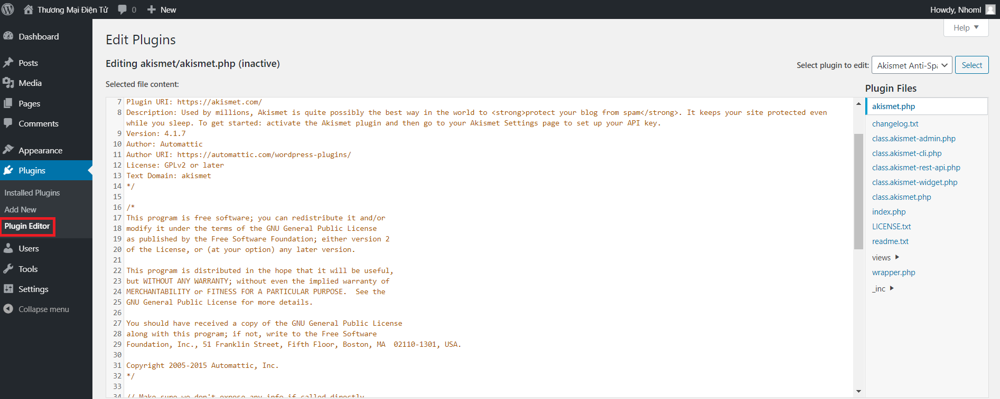 Thương Mại Điện Tử
0
New
Howdy, Nhoml
Dashboard
Posts
Media
Pages
Comments
Appearance
Plugins
Installed Plugins
Add New
Plugin Editor
Users
Tools
Settings
Collapse menu
Help
Edit Plugins
Editing akismet/akismet.php (inactive)
Select plugin to edit: Akismet Anti-Spa Select
Selected file content:
7 Plugin URI: https://akismet.com/
8 Description: Used by millions, Akismet is quite possibly the best way in the world to <strong>protect your blog from spam</strong>. It keeps your site protected even
while you sleep. To get started: activate the Akismet plugin and then go to your Akismet Settings page to set up your API key.
9 Version: 4.1.7
10 Author: Automattic
11 Author URI: https://automattic.com/wordpress-plugins/
12 License: GPLv2 or later
13 Text Domain: akismet
14 */
15
16 /*
17 This program is free software; you can redistribute it and/or
18 modify it under the terms of the GNU General Public License
19 as published by the Free Software Foundation; either version 2
20 of the License, or (at your option) any later version.
21
22 This program is distributed in the hope that it will be useful,
23 but WITHOUT ANY WARRANTY; without even the implied warranty of
24 MERCHANTABILITY or FITNESS FOR A PARTICULAR PURPOSE.  See the
25 GNU General Public License for more details.
26
27 You should have received a copy of the GNU General Public License
28 along with this program; if not, write to the Free Software
29 Foundation, Inc., 51 Franklin Street, Fifth Floor, Boston, MA  02110-1301, USA.
30
31 Copyright 2005-2015 Automattic, Inc.
32 */
33
34 // Make sure we don't expose any info if called directly
Plugin Files
akismet.php
changelog.txt
class.akismet-admin.php
class.akismet-cli.php
class.akismet-rest-api.php
class.akismet-widget.php
class.akismet.php
index.php
LICENSE.txt
readme.txt
views
wrapper.php
_inc